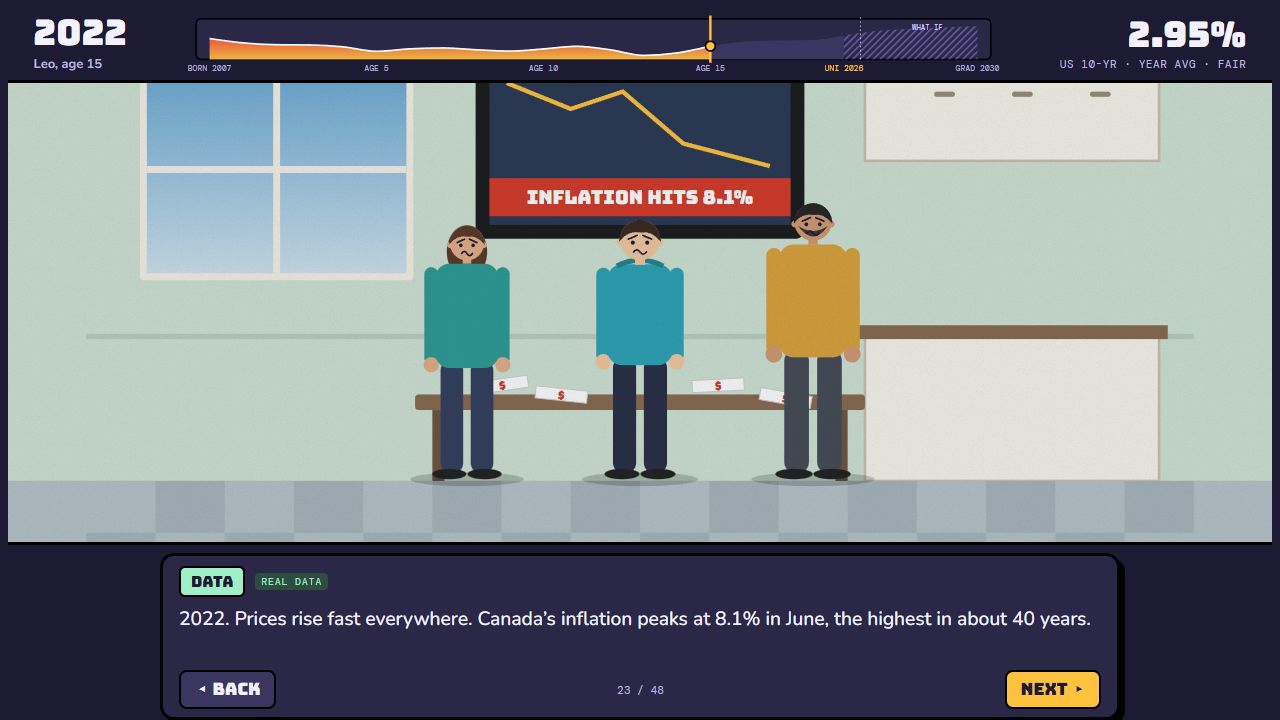 2022
Leo, age 15
WHAT IF
BORN 2007
AGE 5
AGE 10
AGE 15
UNI 2026
GRAD 2030
2.95%
US 10-YR · YEAR AVG · FAIR
INFLATION HITS 8.1%
$
$
$
DATA
REAL DATA
2022. Prices rise fast everywhere. Canada’s inflation peaks at 8.1% in June, the highest in about 40 years.
◂ BACK
23 / 48
NEXT ▸